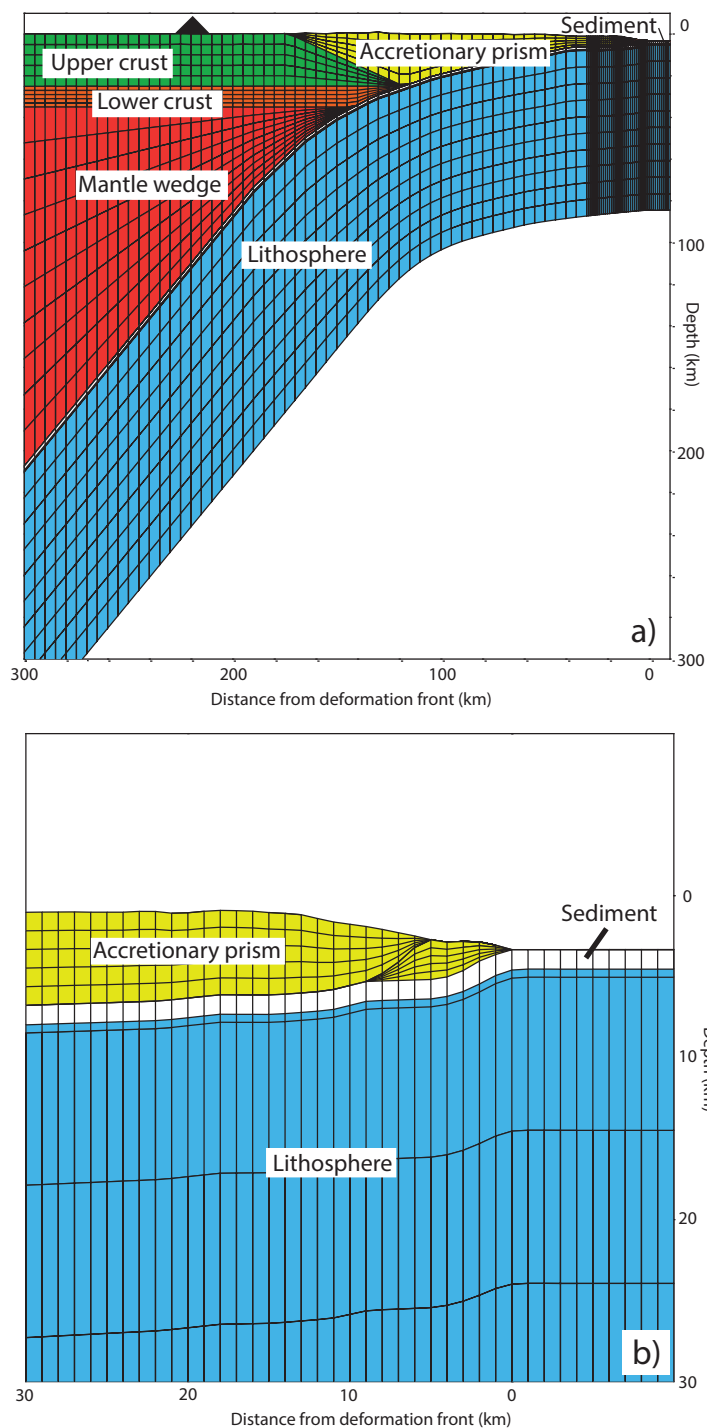 Sediment
0
Accretionary prism
Upper crust
Lower crust
Mantle wedge
Lithosphere
100
Depth (km)
200
a)
300
300
200
100
0
Distance from deformation front (km)
0
Sediment
Accretionary prism
10
Depth (km)
Lithosphere
20
b)
30
30
20
10
0
Distance from deformation front (km)